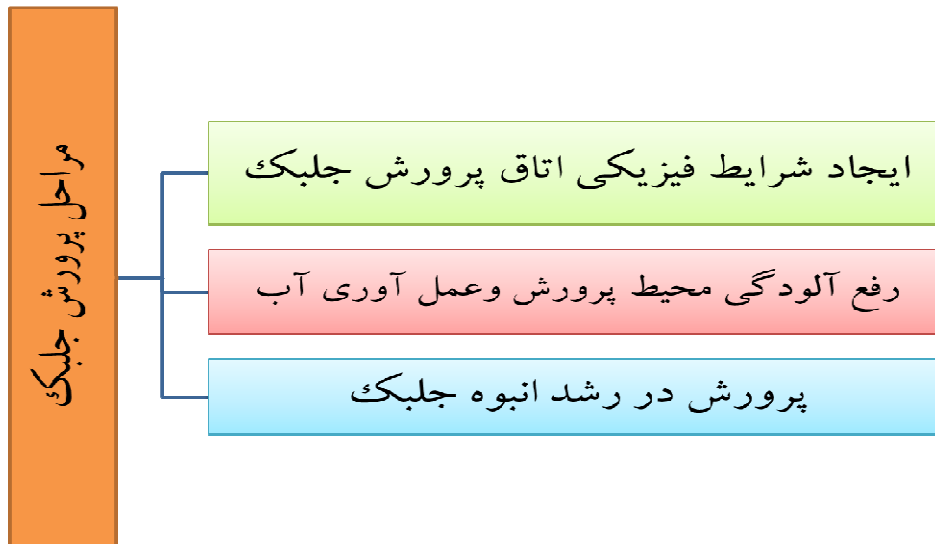 مراحل پرورش جلبک
ایجاد شرایط فیزیکی اتاق پرورش جلبک
رفع آلودگی محیط پرورش وعمل آوری آب
پرورش در رشد انبوه جلبک